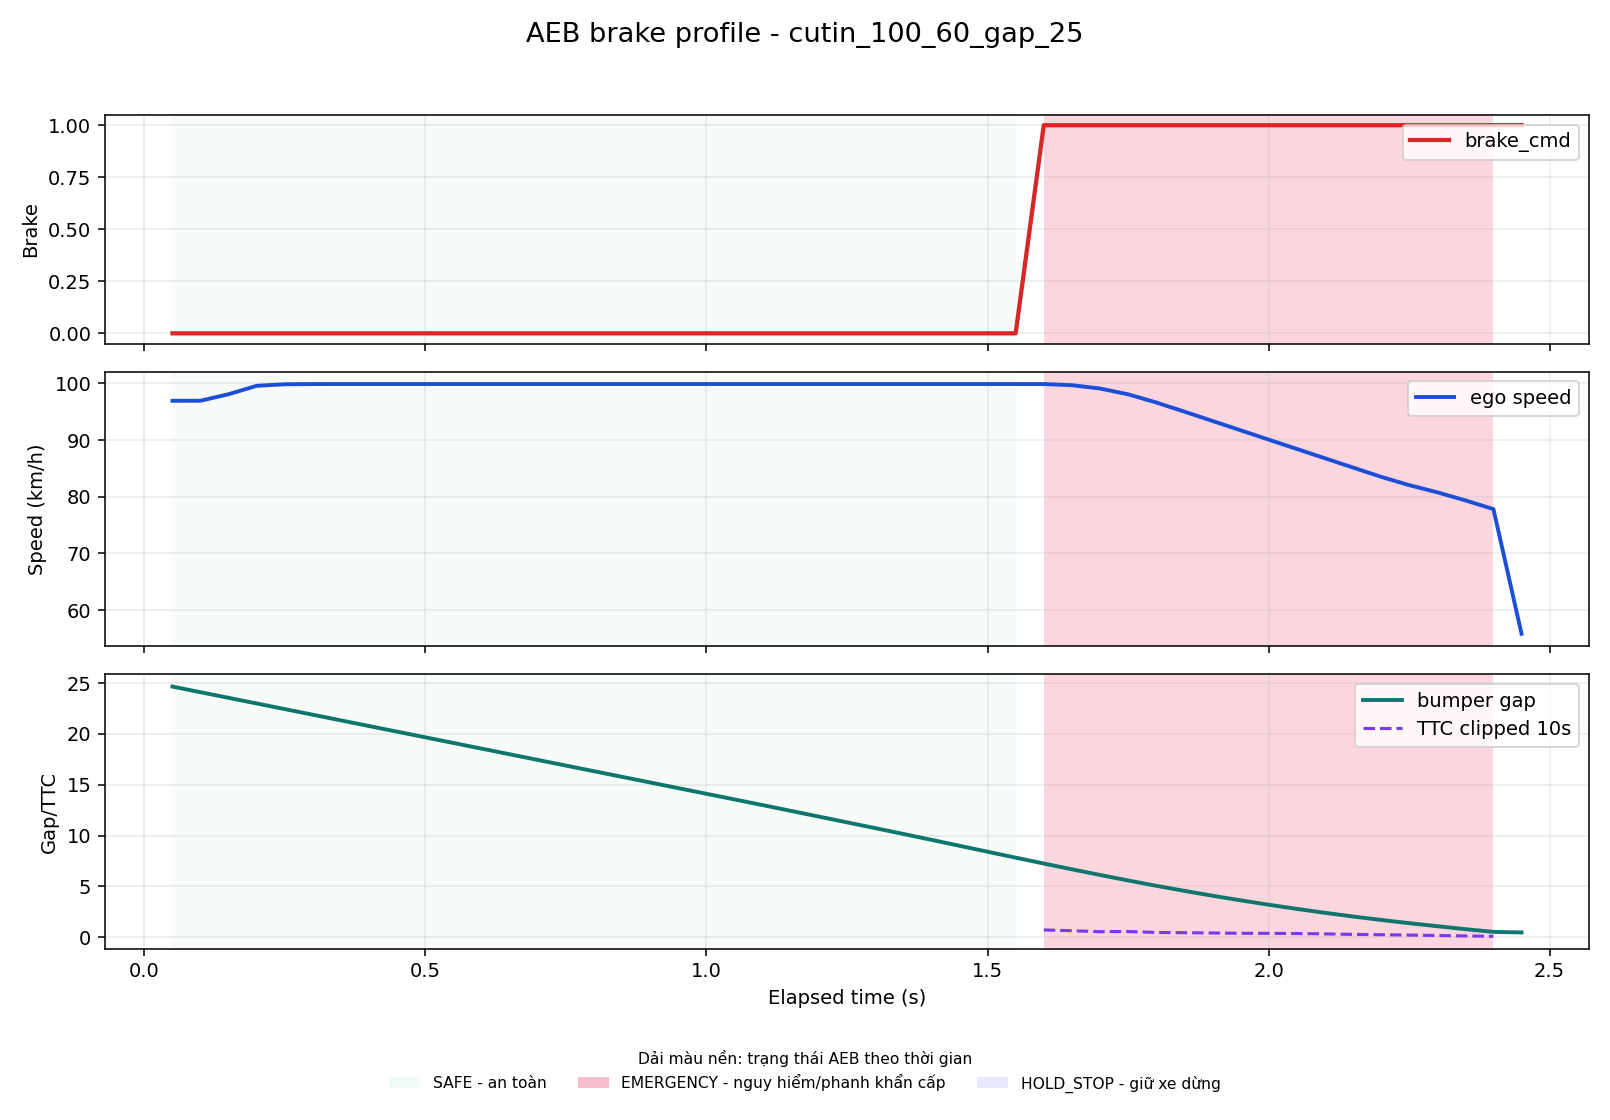 AEB brake profile - cutin_100_60_gap_25
1.00
0.75
0.50
0.25
0.00
Brake
brake_cmd
100
90
80
70
60
Speed (km/h)
ego speed
25
20
15
10
5
0
Gap/TTC
bumper gap
TTC clipped 10s
0.0 0.5 1.0 1.5 2.0 2.5
Elapsed time (s)
Dải màu nền: trạng thái AEB theo thời gian
SAFE - an toàn EMERGENCY - nguy hiểm/phanh khẩn cấp HOLD_STOP - giữ xe dừng